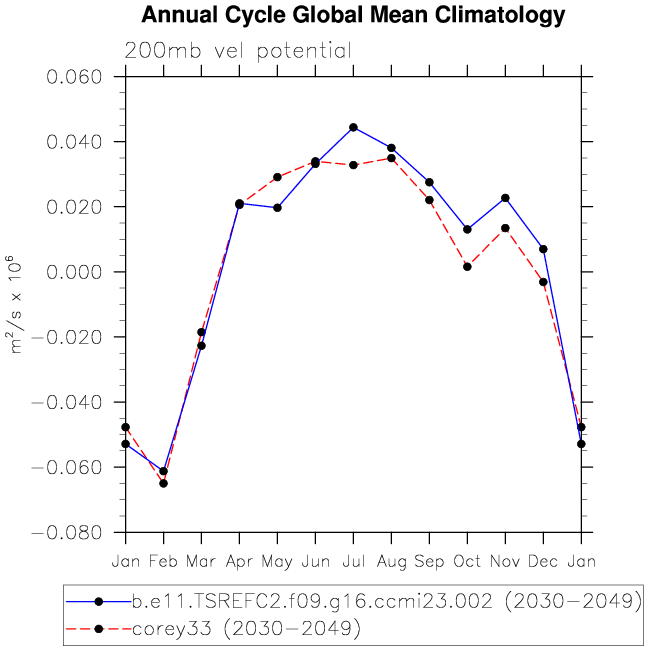 Annual Cycle Global Mean Climatology
200mb vel potential
0.060
0.040
0.020
0.000
−0.020
−0.040
−0.060
−0.080
m²/s x 10⁶
Jan Feb Mar Apr May Jun Jul Aug Sep Oct Nov Dec Jan
b.e11.TSREFC2.f09.g16.ccmi23.002 (2030−2049)
corey33 (2030−2049)